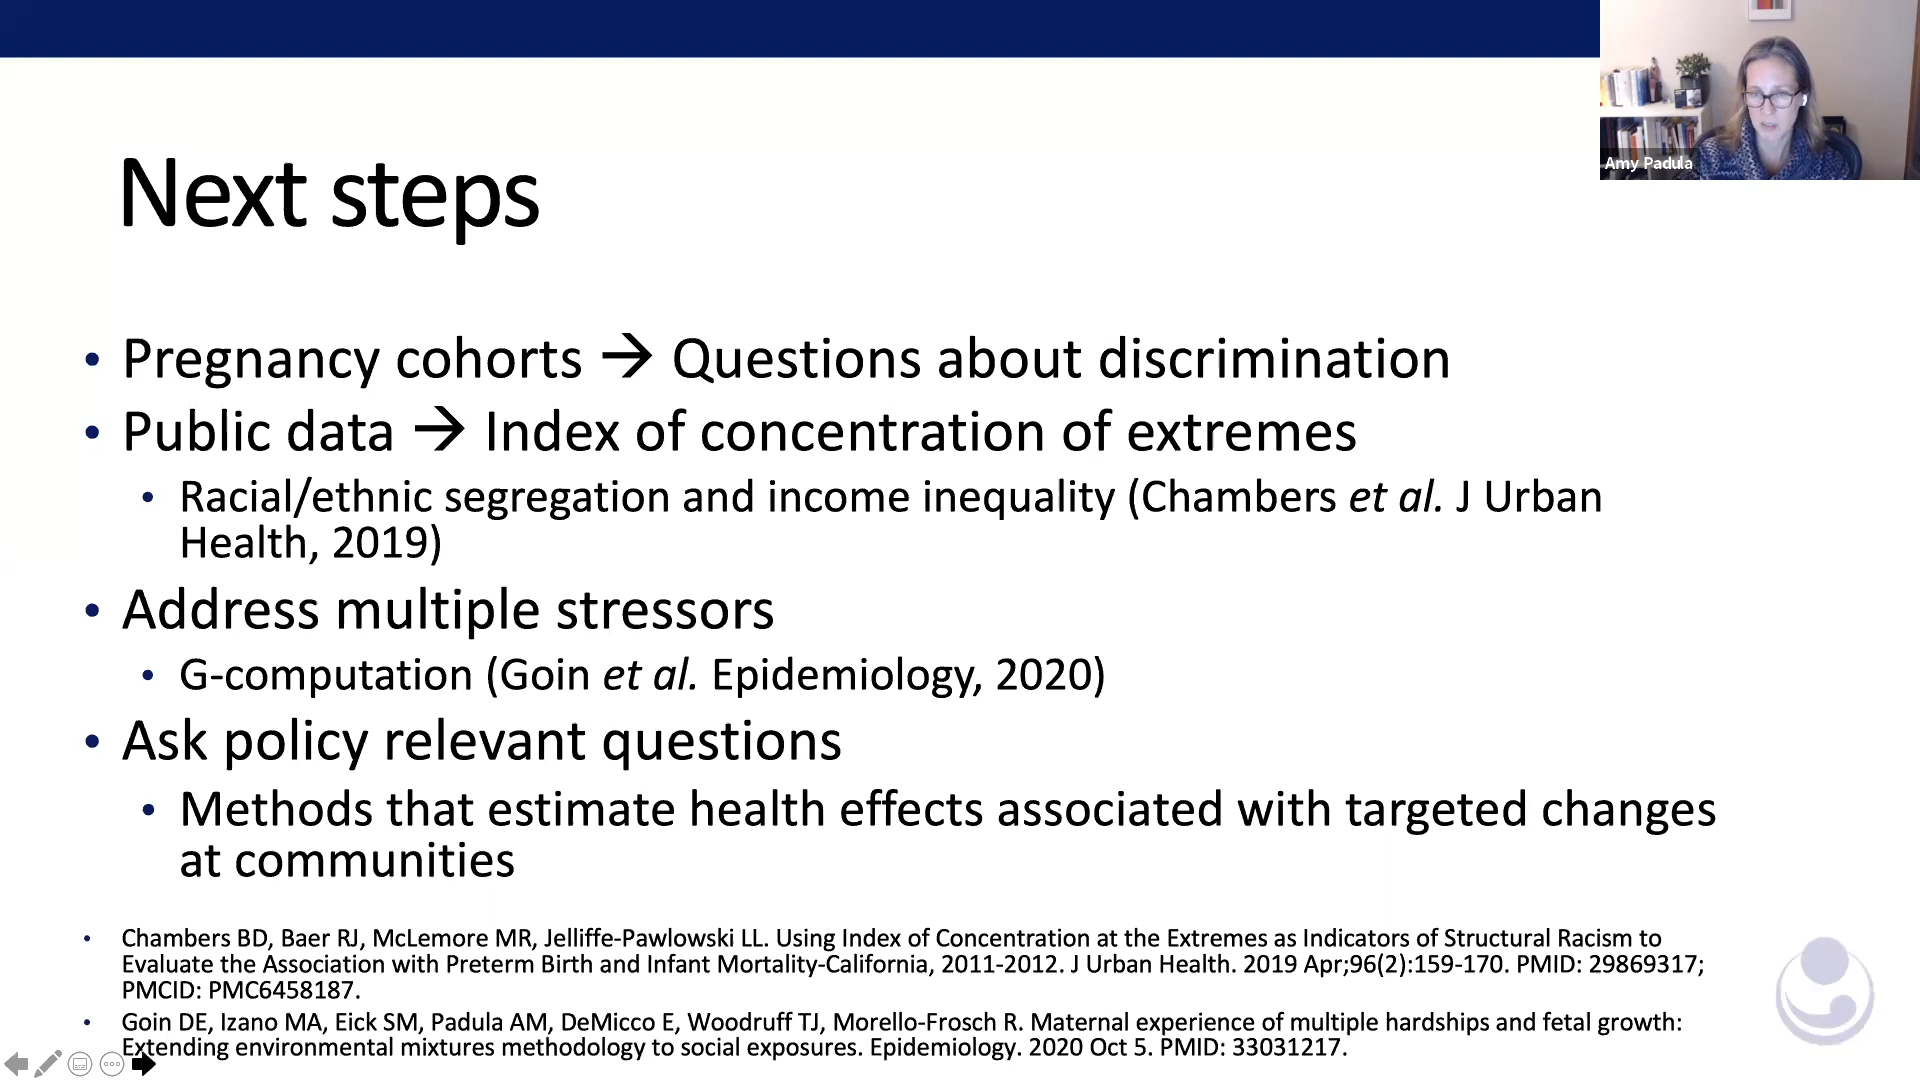 Amy Padula
Next steps
• Pregnancy cohorts → Questions about discrimination
• Public data → Index of concentration of extremes
• Racial/ethnic segregation and income inequality (Chambers et al. J Urban
Health, 2019)
• Address multiple stressors
• G-computation (Goin et al. Epidemiology, 2020)
• Ask policy relevant questions
• Methods that estimate health effects associated with targeted changes
at communities
• Chambers BD, Baer RJ, McLemore MR, Jelliffe-Pawlowski LL. Using Index of Concentration at the Extremes as Indicators of Structural Racism to
Evaluate the Association with Preterm Birth and Infant Mortality-California, 2011-2012. J Urban Health. 2019 Apr;96(2):159-170. PMID: 29869317;
PMCID: PMC6458187.
• Goin DE, Izano MA, Eick SM, Padula AM, DeMicco E, Woodruff TJ, Morello-Frosch R. Maternal experience of multiple hardships and fetal growth:
Extending environmental mixtures methodology to social exposures. Epidemiology. 2020 Oct 5. PMID: 33031217.